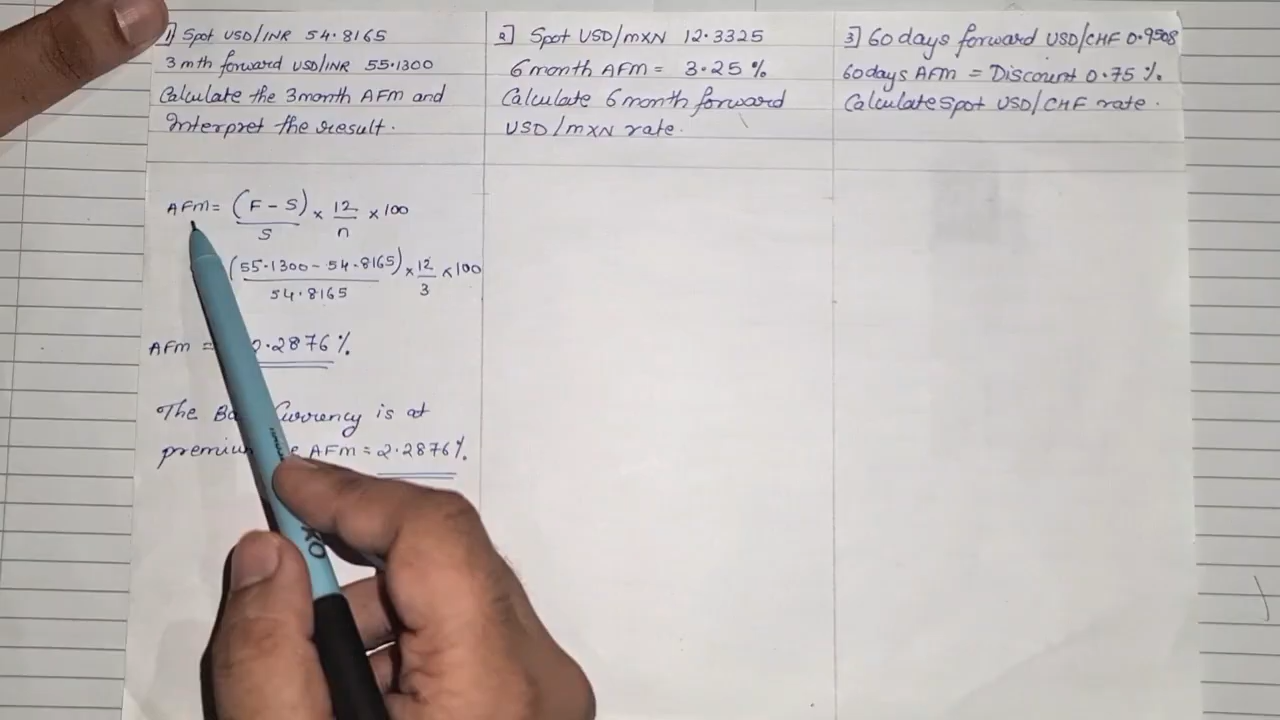 1] Spot USD/INR 54.8165
3 mth forward USD/INR 55.1300
Calculate the 3month AFM and
Interpret the result.
2] Spot USD/MXN 12.3325
6 month AFM = 3.25 %
Calculate 6 month forward
USD/MXN rate.
3] 60 days forward USD/CHF 0.9508
60 days AFM = Discount 0.75 %.
Calculate Spot USD/CHF rate.
AFM = (F - S) × 12 × 100
S n
(55.1300 - 54.8165) × 12 × 100
54.8165 3
AFM = 2.2876 %
The Currency is at
AFM = 2.2876 %.